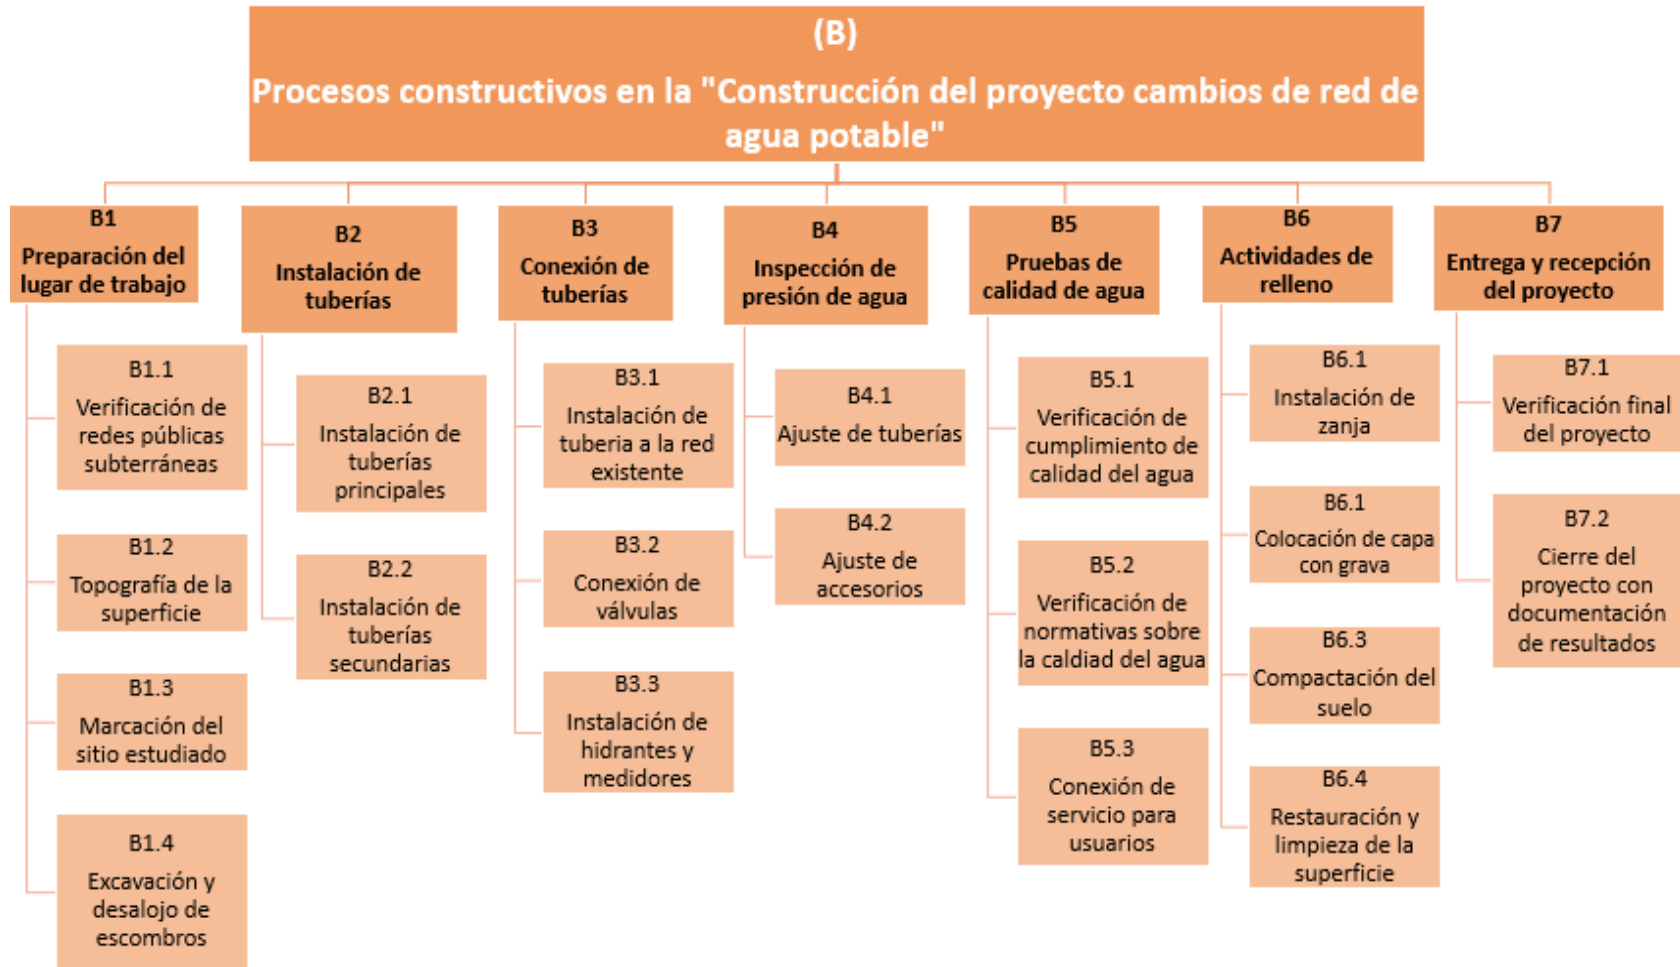 (B)
Procesos constructivos en la "Construcción del proyecto cambios de red de
agua potable"
B1
Preparación del
lugar de trabajo
B1.1
Verificación de
redes públicas
subterráneas
B1.2
Topografía de la
superficie
B1.3
Marcación del
sitio estudiado
B1.4
Excavación y
desalojo de
escombros
B2
Instalación de
tuberías
B2.1
Instalación de
tuberías
principales
B2.2
Instalación de
tuberías
secundarias
B3
Conexión de
tuberías
B3.1
Instalación de
tuberia a la red
existente
B3.2
Conexión de
válvulas
B3.3
Instalación de
hidrantes y
medidores
B4
Inspección de
presión de agua
B4.1
Ajuste de tuberías
B4.2
Ajuste de
accesorios
B5
Pruebas de
calidad de agua
B5.1
Verificación de
cumplimiento de
calidad del agua
B5.2
Verificación de
normativas sobre
la caldiad del agua
B5.3
Conexión de
servicio para
usuarios
B6
Actividades de
relleno
B6.1
Instalación de
zanja
B6.1
Colocación de capa
con grava
B6.3
Compactación del
suelo
B6.4
Restauración y
limpieza de la
superficie
B7
Entrega y recepción
del proyecto
B7.1
Verificación final
del proyecto
B7.2
Cierre del
proyecto con
documentación
de resultados